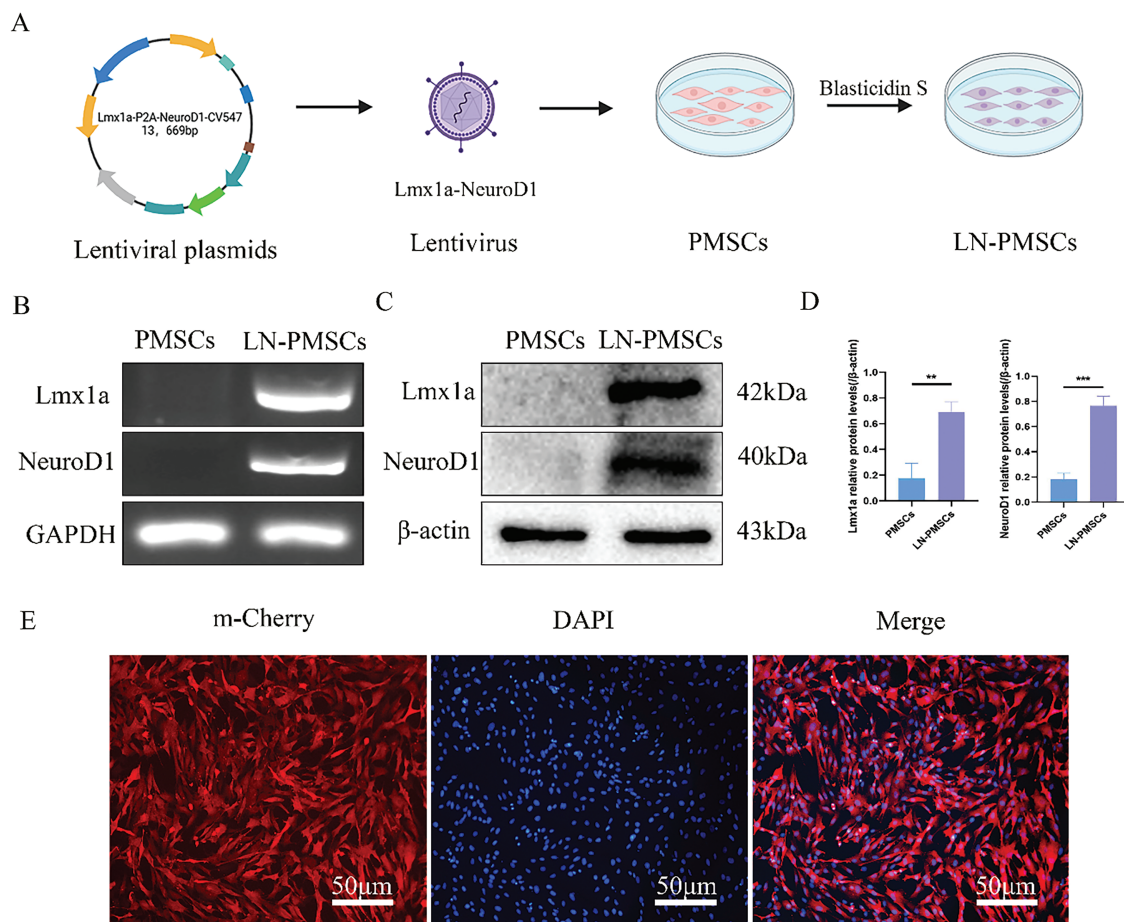 A
Lmx1a-P2A-NeuroD1-CV547
13, 669bp
Lentiviral plasmids
Lmx1a-NeuroD1
Lentivirus
PMSCs
Blasticidin S
LN-PMSCs
B
PMSCs LN-PMSCs
Lmx1a
NeuroD1
GAPDH
C
PMSCs LN-PMSCs
Lmx1a 42kDa
NeuroD1 40kDa
β-actin 43kDa
D
Lmx1a relative protein levels(/β-actin)
1.0
0.8
0.6
0.4
0.2
0
**
PMSCs
LN-PMSCs
NeuroD1 relative protein levels(/β-actin)
1.0
0.8
0.6
0.4
0.2
0.0
***
PMSCs
LN-PMSCs
E
m-Cherry DAPI Merge
50μm 50μm 50μm